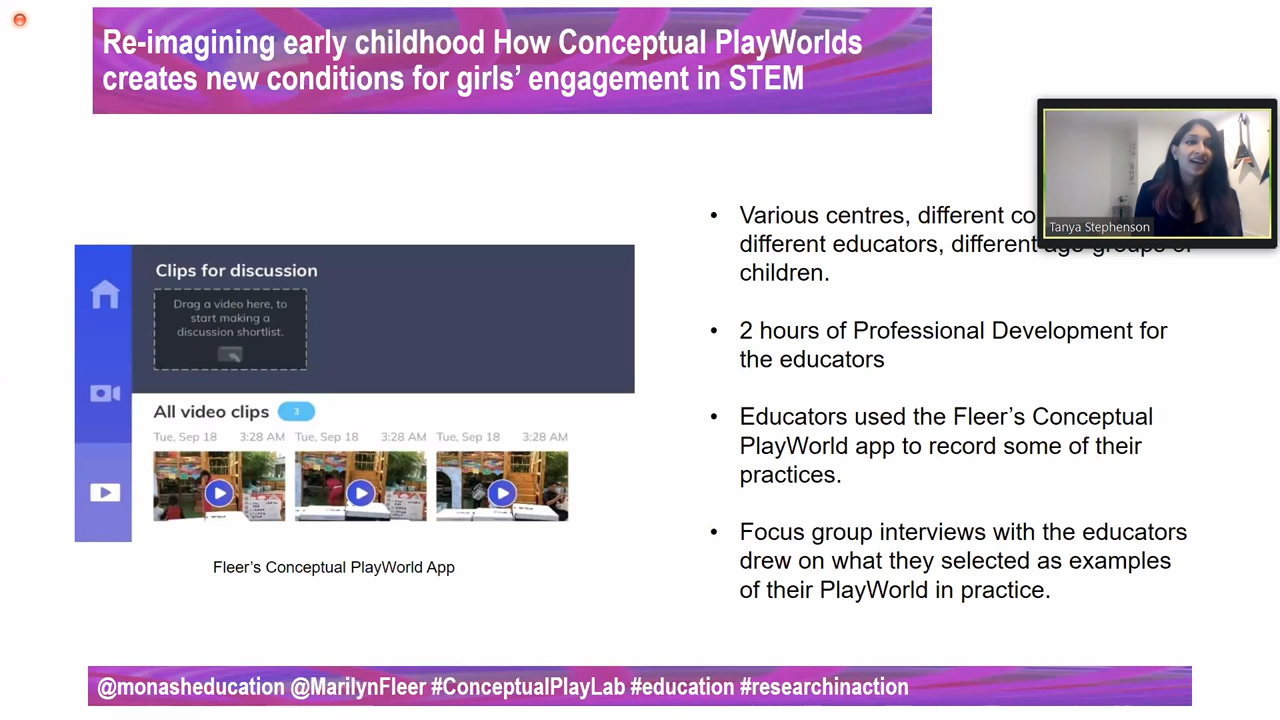 Re-imagining early childhood How Conceptual PlayWorlds
creates new conditions for girls' engagement in STEM
Tanya Stephenson
Clips for discussion
Drag a video here, to
start making a
discussion shortlist.
All video clips 3
Tue, Sep 18 3:28 AM Tue, Sep 18 3:28 AM Tue, Sep 18 3:28 AM
Fleer's Conceptual PlayWorld App
• Various centres, different
different educators, different age groups
children.
• 2 hours of Professional Development for
the educators
• Educators used the Fleer's Conceptual
PlayWorld app to record some of their
practices.
• Focus group interviews with the educators
drew on what they selected as examples
of their PlayWorld in practice.
@monasheducation @MarilynFleer #ConceptualPlayLab #education #researchinaction